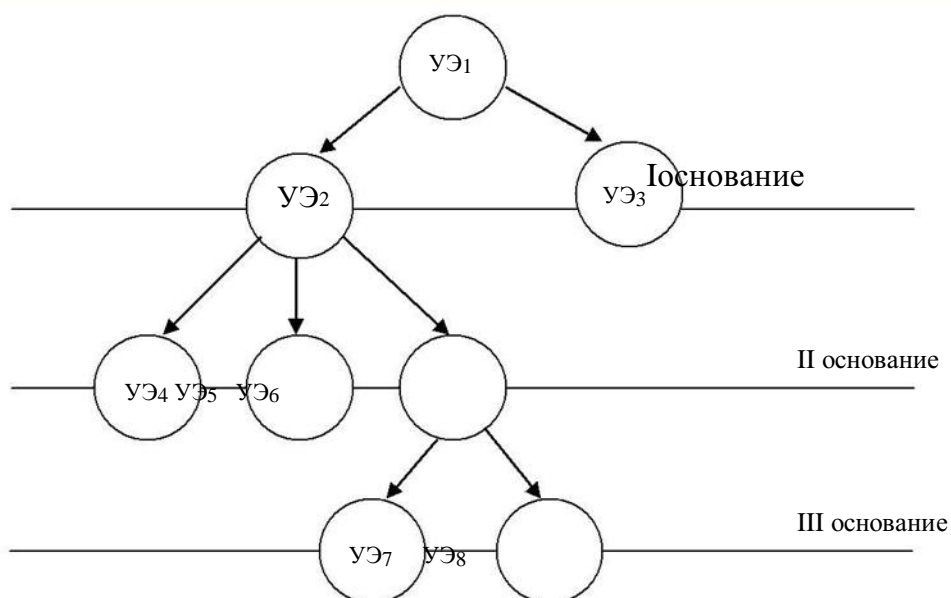 УЭ1
УЭ2
УЭ3
Iоснование
II основание
УЭ4 УЭ5 УЭ6
III основание
УЭ7 УЭ8